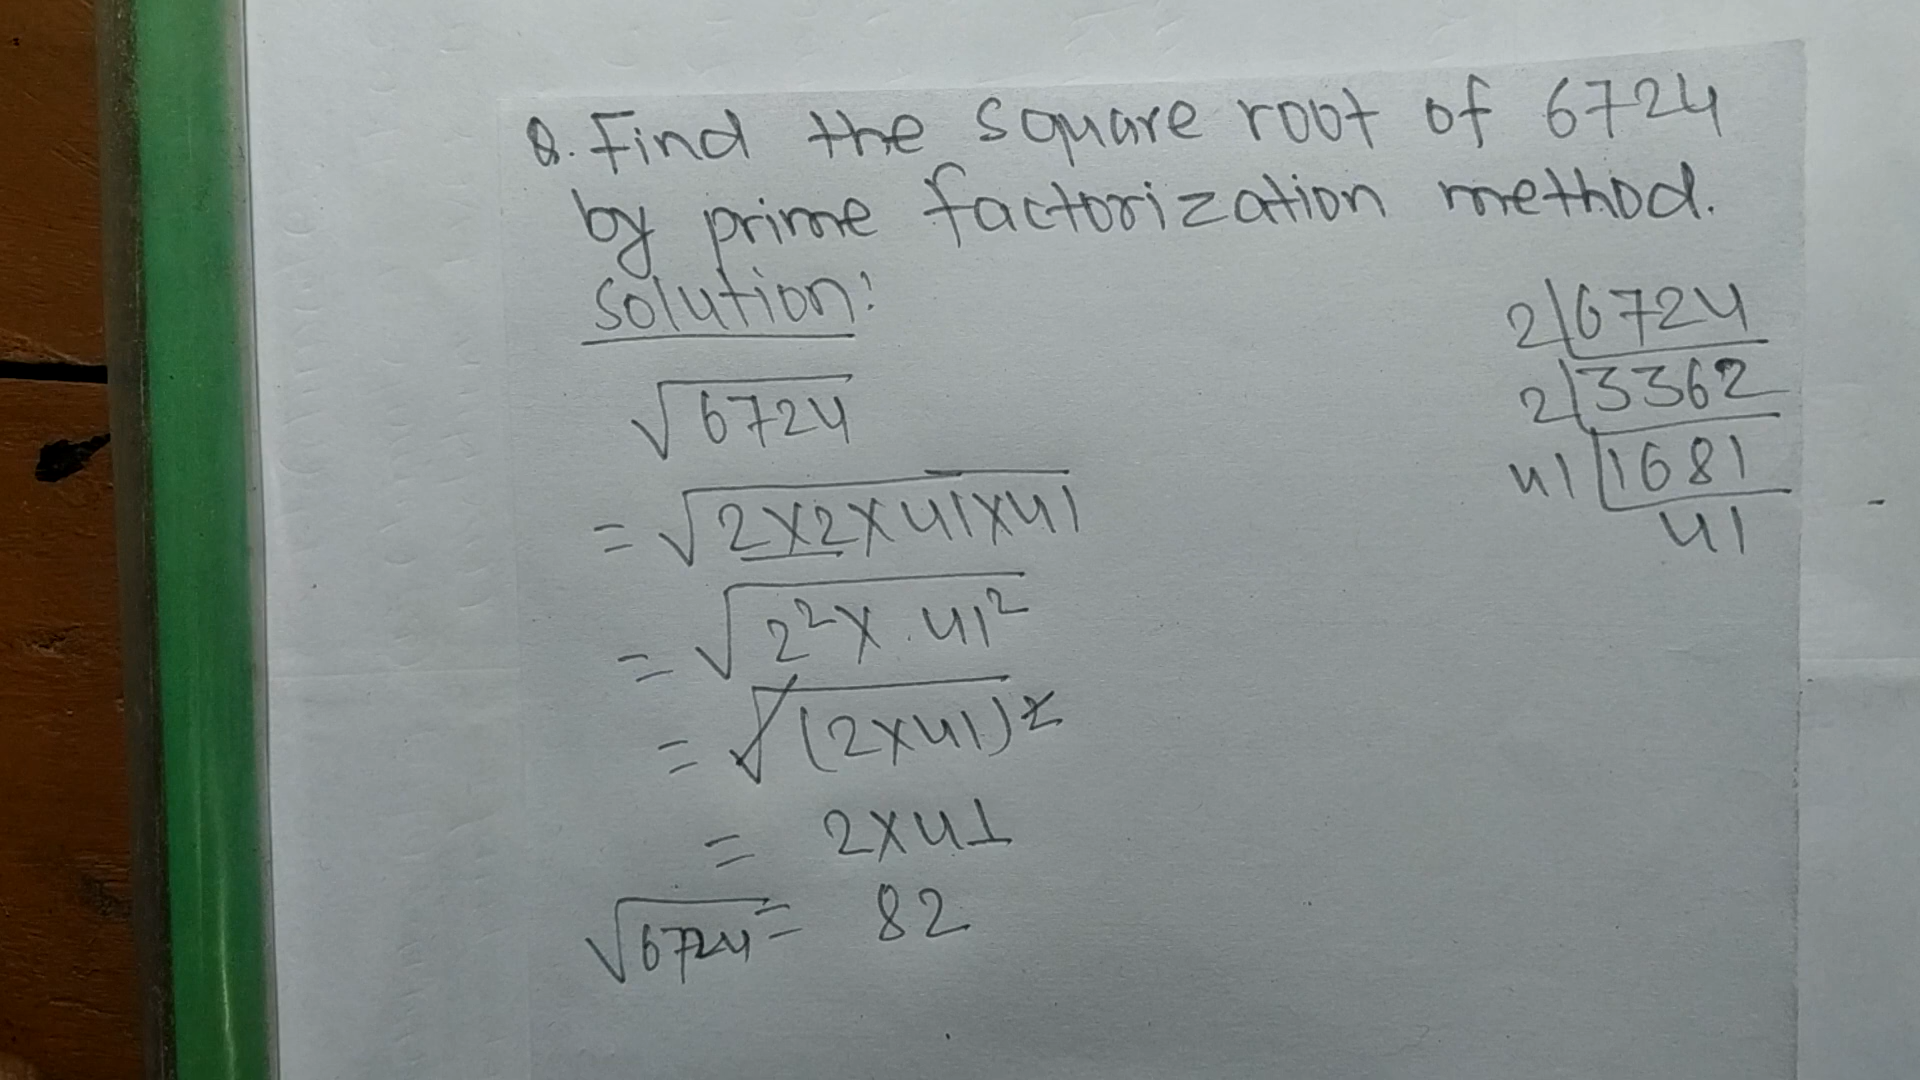 Q. Find the square root of 6724
by prime factorization method.
Solution:
√6724
= √2×2×41×41
= √2²×41²
= √(2×41)²
= 2×41
√6724 = 82
2|6724
2|3362
41|1681
41